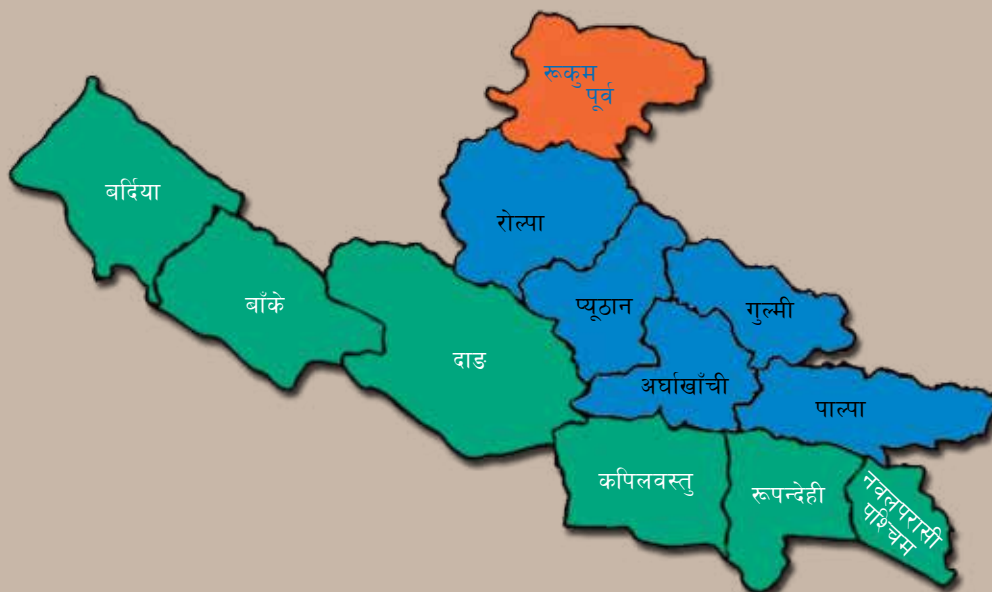 रूकुम
पूर्व
बर्दिया
रोल्पा
बाँके
प्यूठान
गुल्मी
दाङ
अर्घाखाँची
पाल्पा
कपिलवस्तु
रूपन्देही
नवलपरासी
पश्चिम